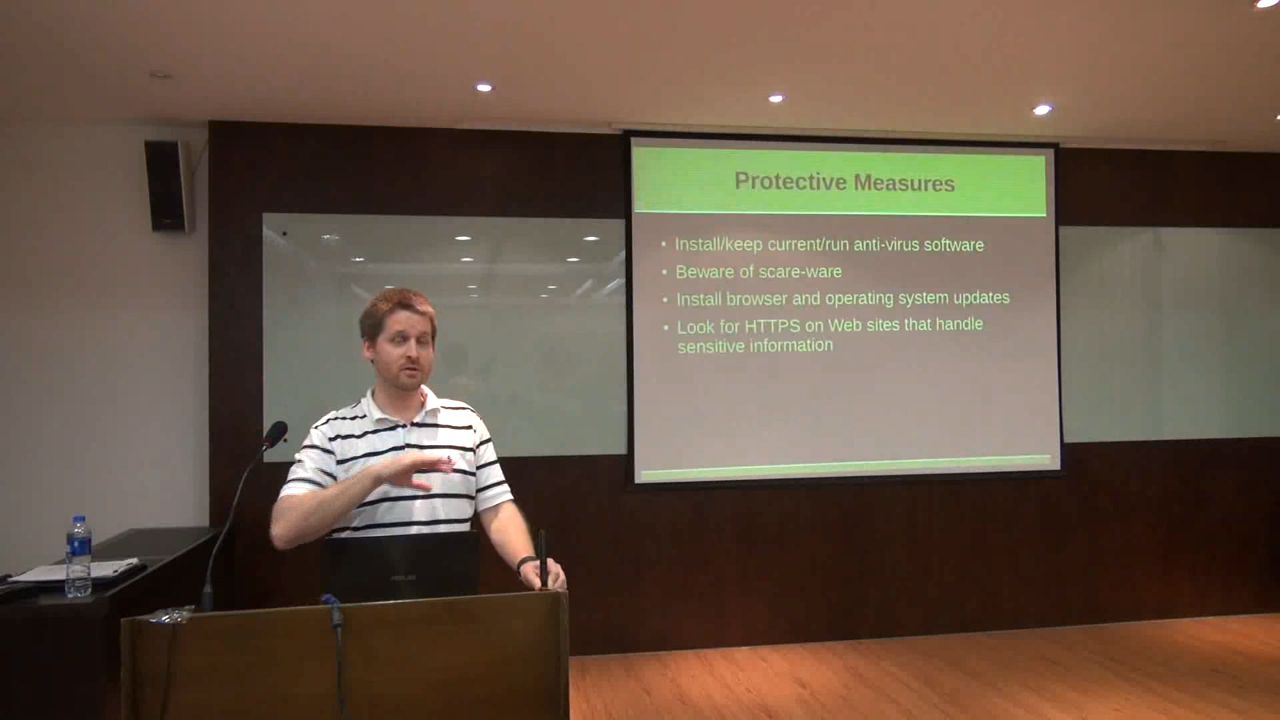 Protective Measures
• Install/keep current/run anti-virus software
• Beware of scare-ware
• Install browser and operating system updates
• Look for HTTPS on Web sites that handle
sensitive information
ASUS